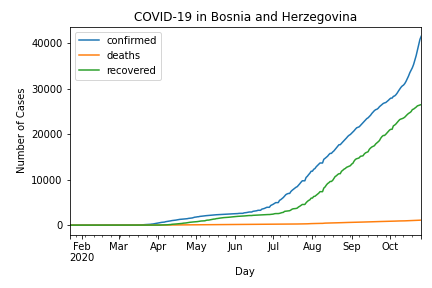 COVID-19 in Bosnia and Herzegovina
confirmed
deaths
recovered
Number of Cases
40000
30000
20000
10000
0
Feb Mar Apr May Jun Jul Aug Sep Oct
2020
Day